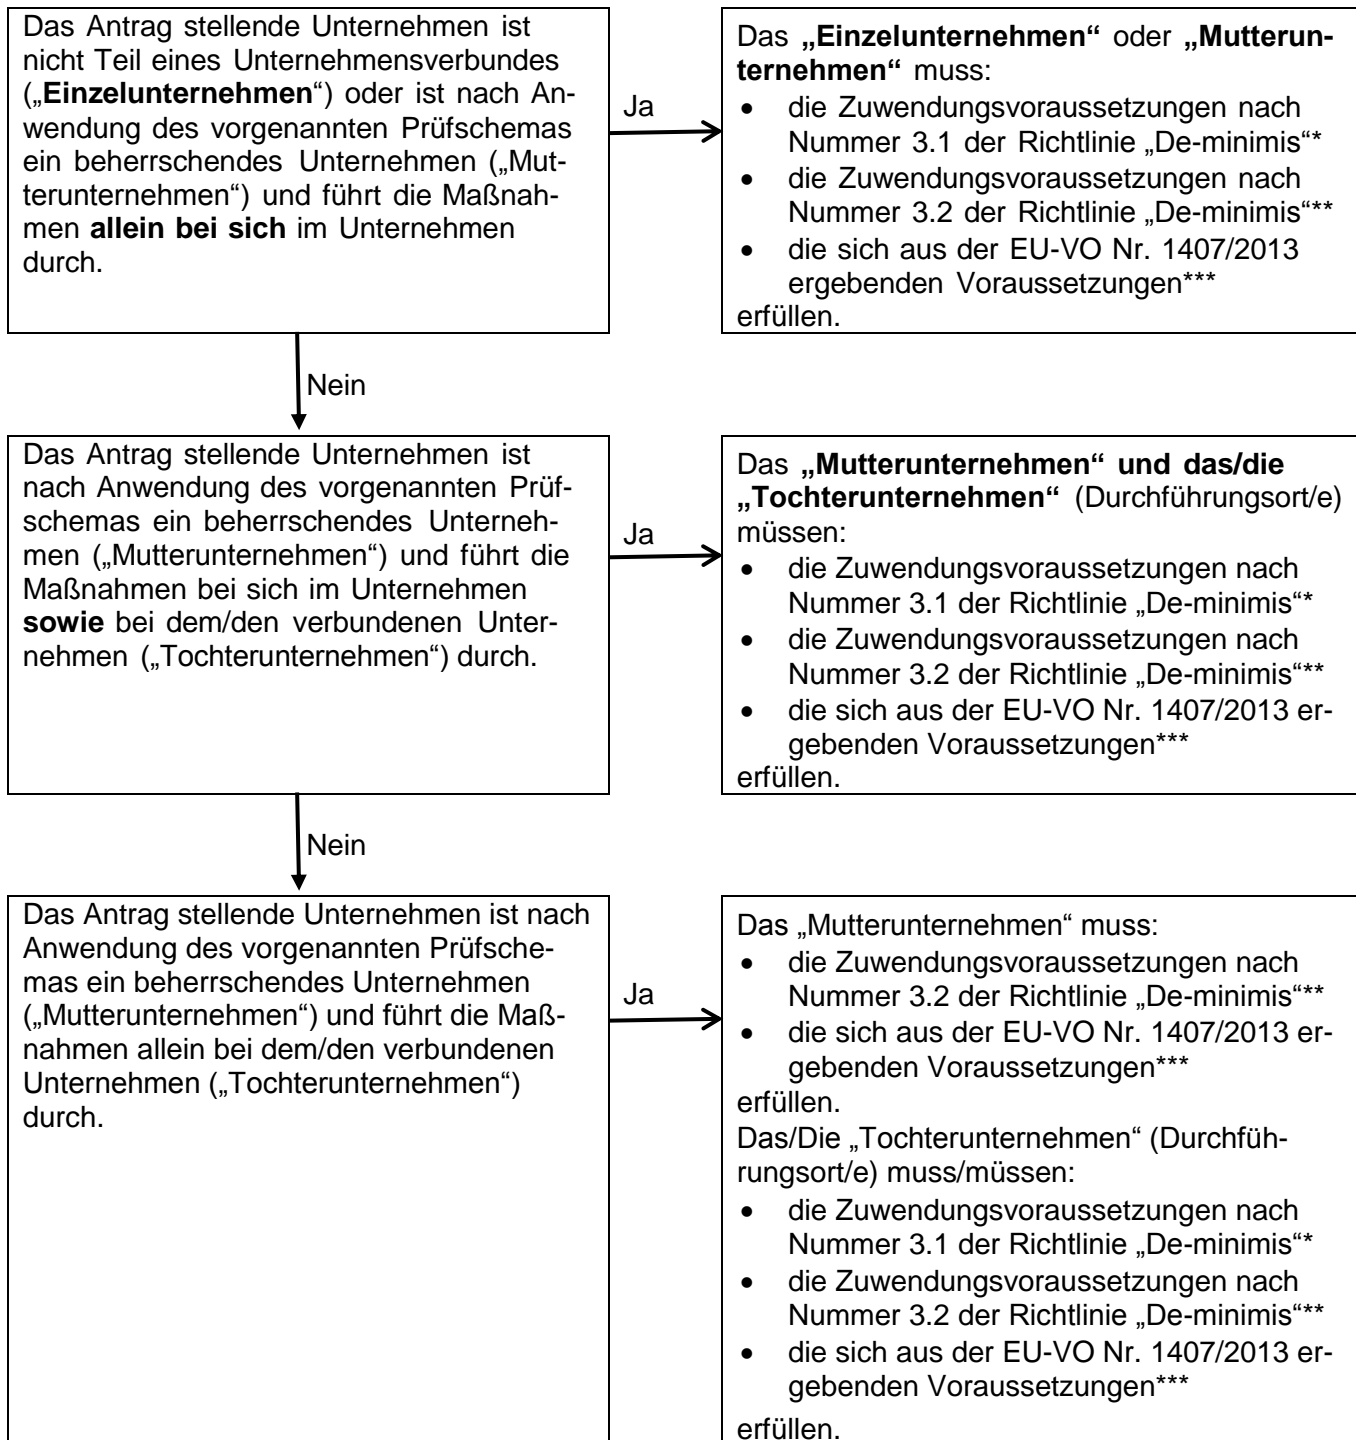 Das Antrag stellende Unternehmen ist
nicht Teil eines Unternehmensverbundes
(„Einzelunternehmen“) oder ist nach An-
wendung des vorgenannten Prüfschemas
ein beherrschendes Unternehmen („Mut-
terunternehmen“) und führt die Maßnah-
men allein bei sich im Unternehmen
durch.
Ja
Das „Einzelunternehmen“ oder „Mutterun-
ternehmen“ muss:
• die Zuwendungsvoraussetzungen nach
Nummer 3.1 der Richtlinie „De-minimis“*
• die Zuwendungsvoraussetzungen nach
Nummer 3.2 der Richtlinie „De-minimis“**
• die sich aus der EU-VO Nr. 1407/2013
ergebenden Voraussetzungen***
erfüllen.
Nein
Das Antrag stellende Unternehmen ist
nach Anwendung des vorgenannten Prüf-
schemas ein beherrschendes Unterneh-
men („Mutterunternehmen“) und führt die
Maßnahmen bei sich im Unternehmen
sowie bei dem/den verbundenen Unter-
nehmen („Tochterunternehmen“) durch.
Ja
Das „Mutterunternehmen“ und das/die
„Tochterunternehmen“ (Durchführungsort/e)
müssen:
• die Zuwendungsvoraussetzungen nach
Nummer 3.1 der Richtlinie „De-minimis“*
• die Zuwendungsvoraussetzungen nach
Nummer 3.2 der Richtlinie „De-minimis“**
• die sich aus der EU-VO Nr. 1407/2013 er-
gebenden Voraussetzungen***
erfüllen.
Nein
Das Antrag stellende Unternehmen ist nach
Anwendung des vorgenannten Prüfsche-
mas ein beherrschendes Unternehmen
(„Mutterunternehmen“) und führt die Maß-
nahmen allein bei dem/den verbundenen
Unternehmen („Tochterunternehmen“)
durch.
Ja
Das „Mutterunternehmen“ muss:
• die Zuwendungsvoraussetzungen nach
Nummer 3.2 der Richtlinie „De-minimis“**
• die sich aus der EU-VO Nr. 1407/2013 er-
gebenden Voraussetzungen***
erfüllen.
Das/Die „Tochterunternehmen“ (Durchfüh-
rungsort/e) muss/müssen:
• die Zuwendungsvoraussetzungen nach
Nummer 3.1 der Richtlinie „De-minimis“*
• die Zuwendungsvoraussetzungen nach
Nummer 3.2 der Richtlinie „De-minimis“**
• die sich aus der EU-VO Nr. 1407/2013 er-
gebenden Voraussetzungen***
erfüllen.